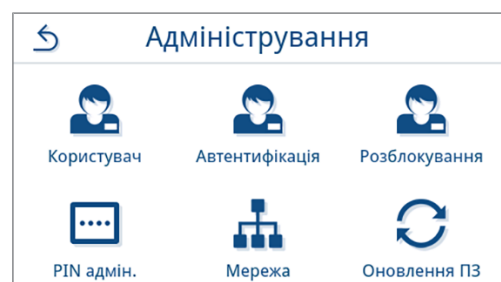 Адміністрування
Користувач Автентифікація Розблокування
PIN адмін. Мережа Оновлення ПЗ